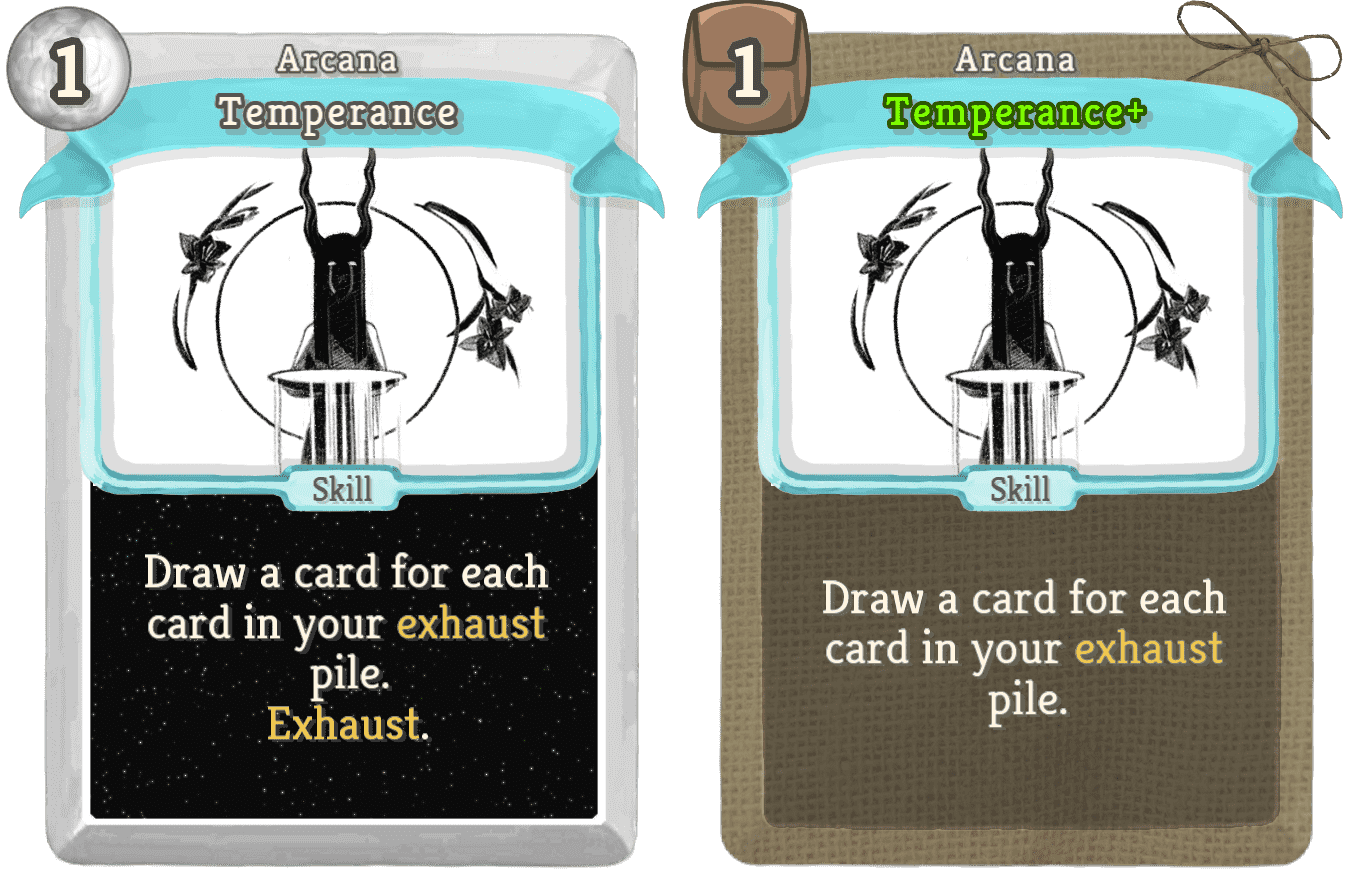 1
Arcana
Temperance
Skill
Draw a card for each
card in your exhaust
pile.
Exhaust.
1
Arcana
Temperance+
Skill
Draw a card for each
card in your exhaust
pile.